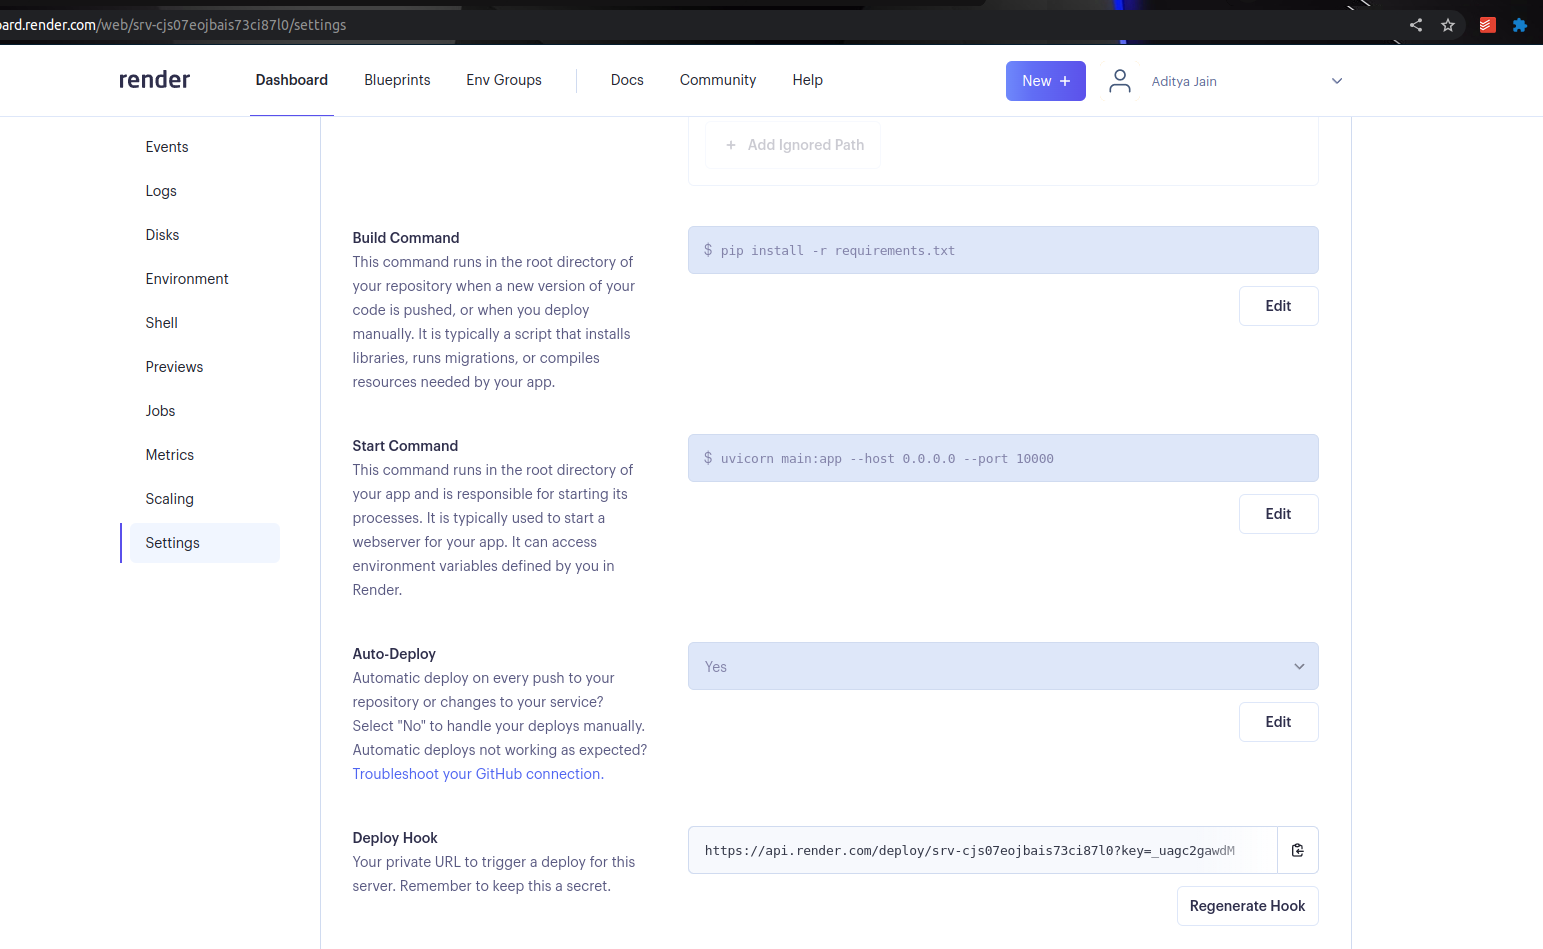 oard.render.com/web/srv-cjs07eojbais73ci87l0/settings
render
Dashboard
Blueprints
Env Groups
Docs
Community
Help
New +
Aditya Jain
Events
Logs
Disks
Environment
Shell
Previews
Jobs
Metrics
Scaling
Settings
+ Add Ignored Path
Build Command
This command runs in the root directory of
your repository when a new version of your
code is pushed, or when you deploy
manually. It is typically a script that installs
libraries, runs migrations, or compiles
resources needed by your app.
$ pip install -r requirements.txt
Edit
Start Command
This command runs in the root directory of
your app and is responsible for starting its
processes. It is typically used to start a
webserver for your app. It can access
environment variables defined by you in
Render.
$ uvicorn main:app --host 0.0.0.0 --port 10000
Edit
Auto-Deploy
Automatic deploy on every push to your
repository or changes to your service?
Select "No" to handle your deploys manually.
Automatic deploys not working as expected?
Troubleshoot your GitHub connection.
Yes
Edit
Deploy Hook
Your private URL to trigger a deploy for this
server. Remember to keep this a secret.
https://api.render.com/deploy/srv-cjs07eojbais73ci87l0?key=_uagc2gawdM
Regenerate Hook